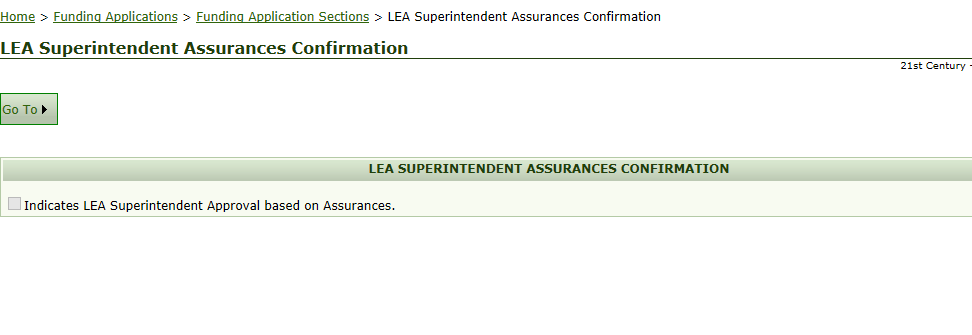 Home > Funding Applications > Funding Application Sections > LEA Superintendent Assurances Confirmation
LEA Superintendent Assurances Confirmation
21st Century -
Go To
LEA SUPERINTENDENT ASSURANCES CONFIRMATION
Indicates LEA Superintendent Approval based on Assurances.